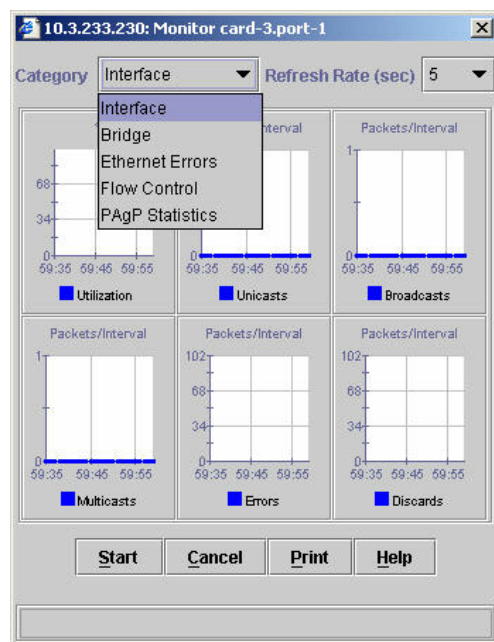 10.3.233.230: Monitor card-3.port-1
Category Interface Refresh Rate (sec) 5
Interface
Bridge
Ethernet Errors
Flow Control
PAgP Statistics
nterval Packets/Interval
68
34
0
59:35 59:45 59:55
Utilization
0
59:35 59:45 59:55
Unicasts
1
0
59:35 59:45 59:55
Broadcasts
Packets/Interval Packets/Interval Packets/Interval
1
0
59:35 59:45 59:55
Multicasts
102
68
34
0
59:35 59:45 59:55
Errors
102
68
34
0
59:35 59:45 59:55
Discards
Start Cancel Print Help